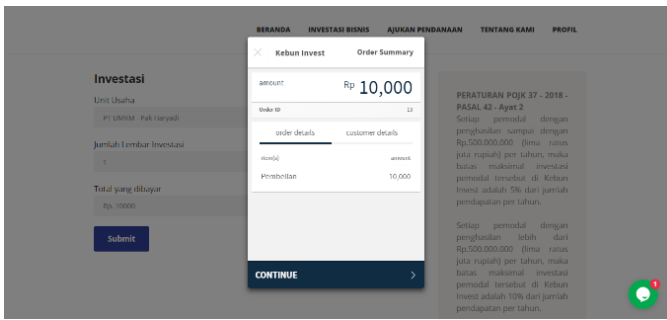 BERANDA INVESTASI BISNIS AJUKAN PENDANAAN TENTANG KAMI PROFIL
Kebun Invest Order Summary
amount Rp 10,000
Order ID 13
order details customer details
item(s) amount
Pembelian 10,000
CONTINUE
Investasi
Unit Usaha
PT UMKM - Pak Haryadi
Jumlah Lembar Investasi
1
Total yang dibayar
Rp. 10000
Submit
PERATURAN POJK 37 - 2018 -
PASAL 42 - Ayat 2
Setiap pemodal dengan
penghasilan sampai dengan
Rp.500.000.000 (lima ratus
juta rupiah) per tahun, maka
batas maksimal investasi
pemodal tersebut di Kebun
Invest adalah 5% dari jumlah
pendapatan per tahun.
Setiap pemodal dengan
penghasilan lebih dari
Rp.500.000.000 (lima ratus
juta rupiah) per tahun, maka
batas maksimal investasi
pemodal tersebut di Kebun
Invest adalah 10% dari jumlah
pendapatan per tahun.
1